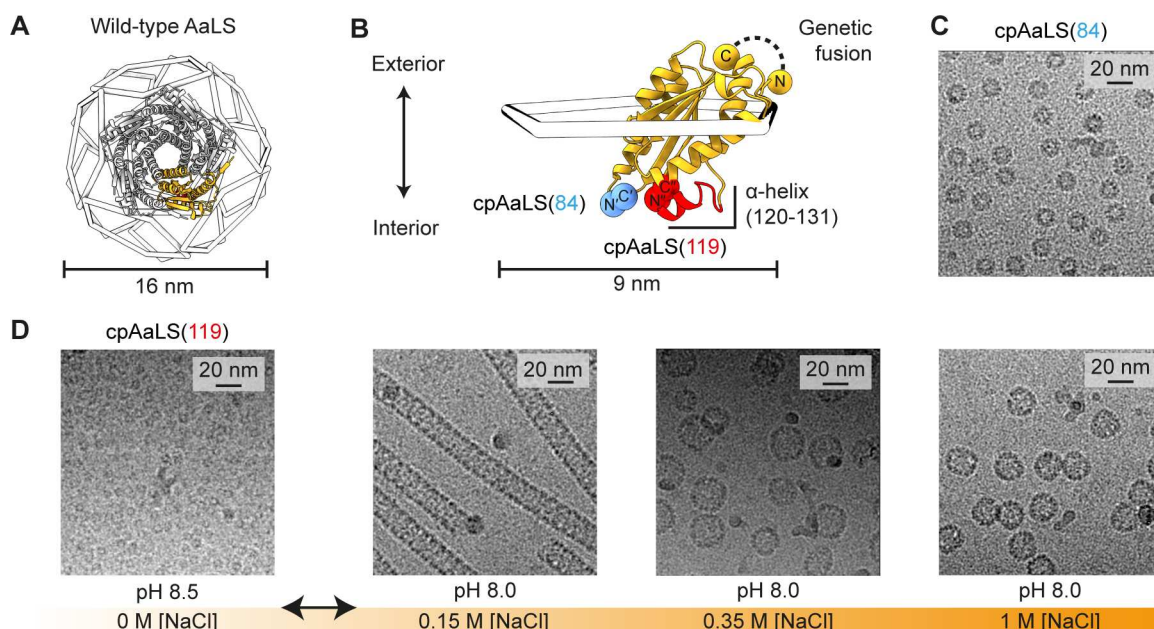 A
Wild-type AaLS
16 nm
B
Exterior
Interior
Genetic
fusion
C
N
N'
C'
N"
C"
cpAaLS(84)
cpAaLS(119)
α-helix
(120-131)
9 nm
C
cpAaLS(84)
20 nm
D
cpAaLS(119)
20 nm
20 nm
20 nm
20 nm
pH 8.5
pH 8.0
pH 8.0
pH 8.0
0 M [NaCl]
0.15 M [NaCl]
0.35 M [NaCl]
1 M [NaCl]